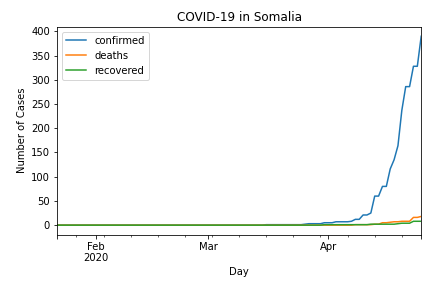 COVID-19 in Somalia
400
350
300
250
200
150
100
50
0
Number of Cases
confirmed
deaths
recovered
Feb
2020
Mar
Apr
Day